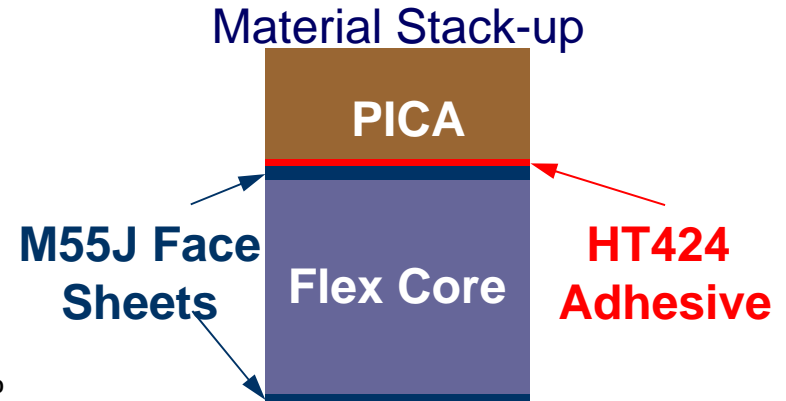 Material Stack-up
PICA
M55J Face
Sheets
HT424
Adhesive
Flex Core